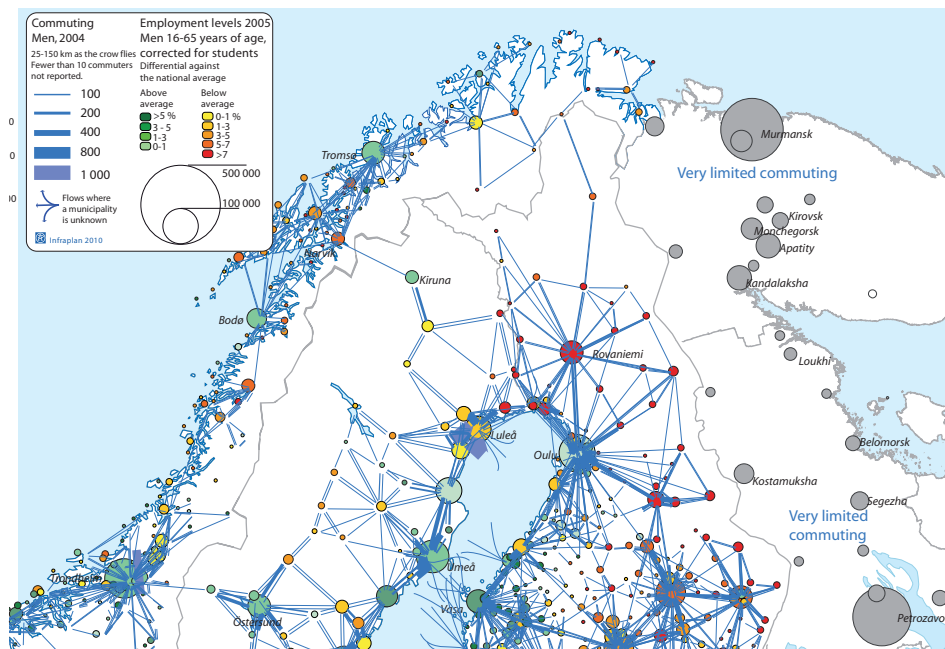 Commuting
Men, 2004
25-150 km as the crow flies
Fewer than 10 commuters
not reported.
100
200
400
800
1 000
Flows where
a municipality
is unknown
Infraplan 2010
Employment levels 2005
Men 16-65 years of age,
corrected for students
Differential against
the national average
Above
average
>5 %
3 - 5
1-3
0-1
Below
average
0-1 %
1-3
3-5
5-7
>7
500 000
100 000
0
0
00
Tromsø
Murmansk
Very limited commuting
Kirovsk
Monchegorsk
Apatity
Narvik
Kandalaksha
Kiruna
Bodø
Rovaniemi
Loukhi
Luleå
Oulu
Belomorsk
Kostamuksha
Segezha
Very limited
commuting
Umeå
Trondheim
Vasa
Östersund
Petrozavo